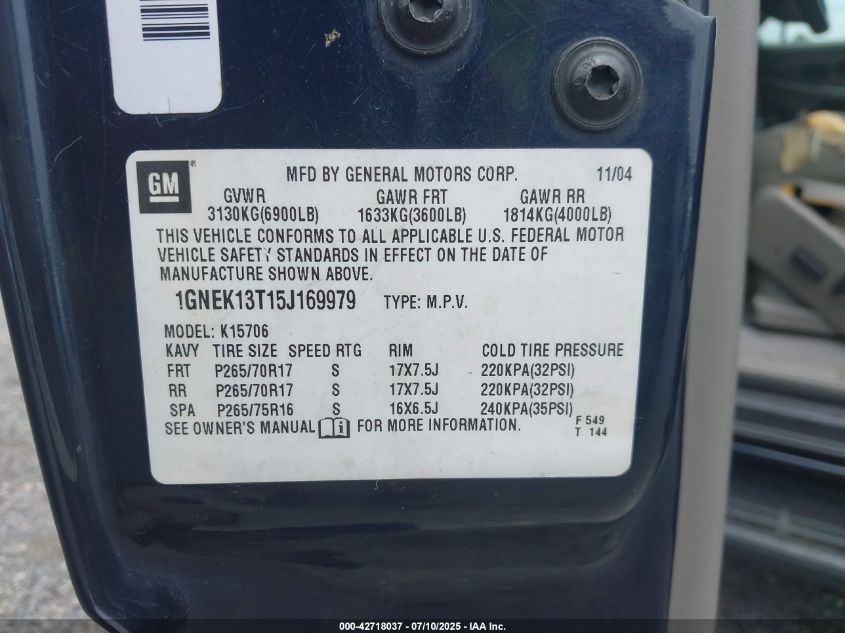 GM ®
MFD BY GENERAL MOTORS CORP. 11/04
GVWR GAWR FRT GAWR RR
3130KG(6900LB) 1633KG(3600LB) 1814KG(4000LB)
THIS VEHICLE CONFORMS TO ALL APPLICABLE U.S. FEDERAL MOTOR
VEHICLE SAFETY STANDARDS IN EFFECT ON THE DATE OF
MANUFACTURE SHOWN ABOVE.
1GNEK13T15J169979 TYPE: M.P.V.
MODEL: K15706
KAVY TIRE SIZE SPEED RTG RIM COLD TIRE PRESSURE
FRT P265/70R17 S 17X7.5J 220KPA(32PSI)
RR P265/70R17 S 17X7.5J 220KPA(32PSI)
SPA P265/75R16 S 16X6.5J 240KPA(35PSI)
SEE OWNER'S MANUAL FOR MORE INFORMATION.
F 549
T 144
000-42718037 - 07/10/2025 - IAA Inc.